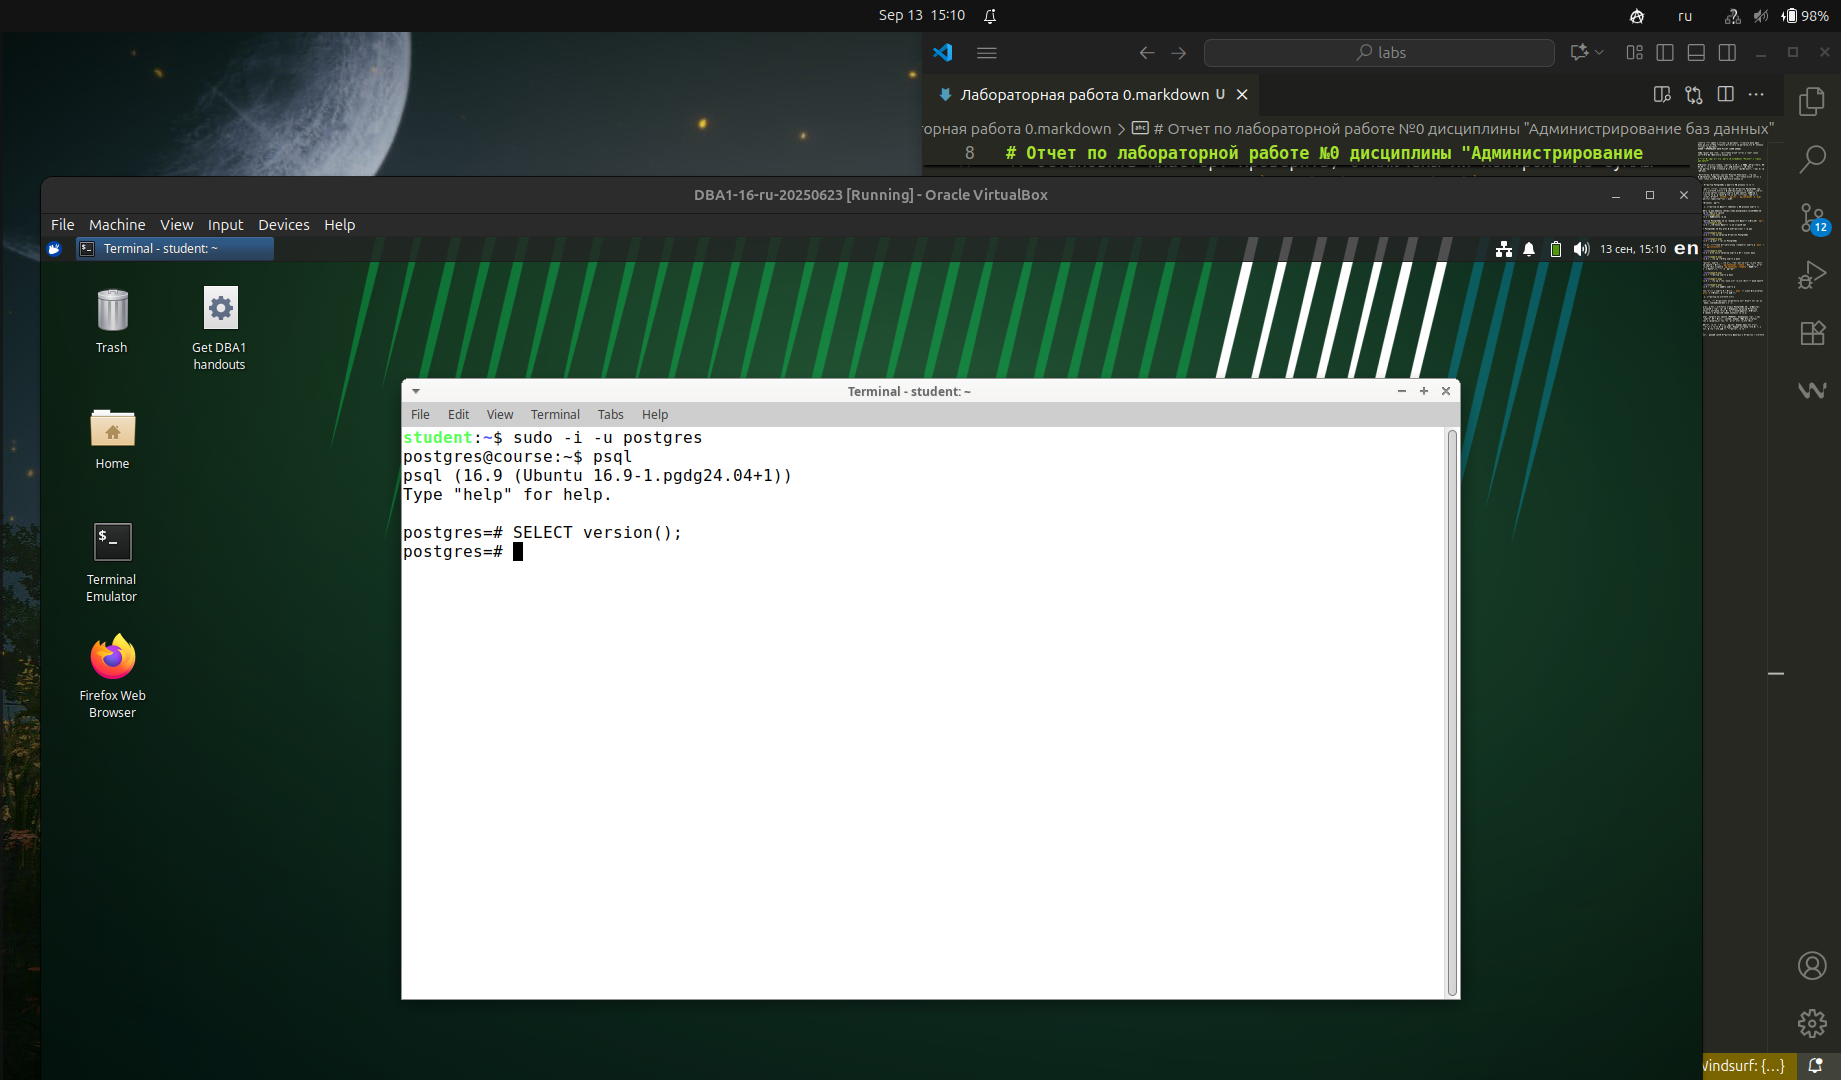 Sep 13 15:10
ru
98%
labs
Лабораторная работа 0.markdown U
орная работа 0.markdown > # Отчет по лабораторной работе №0 дисциплины "Администрирование баз данных"
8 # Отчет по лабораторной работе №0 дисциплины "Администрирование
12
DBA1-16-ru-20250623 [Running] - Oracle VirtualBox
File Machine View Input Devices Help
Terminal - student: ~
13 сен, 15:10 en
Trash
Get DBA1
handouts
Home
Terminal
Emulator
Firefox Web
Browser
Terminal - student: ~
File Edit View Terminal Tabs Help
student:~$ sudo -i -u postgres
postgres@course:~$ psql
psql (16.9 (Ubuntu 16.9-1.pgdg24.04+1))
Type "help" for help.
postgres=# SELECT version();
postgres=#
Windsurf: {...}